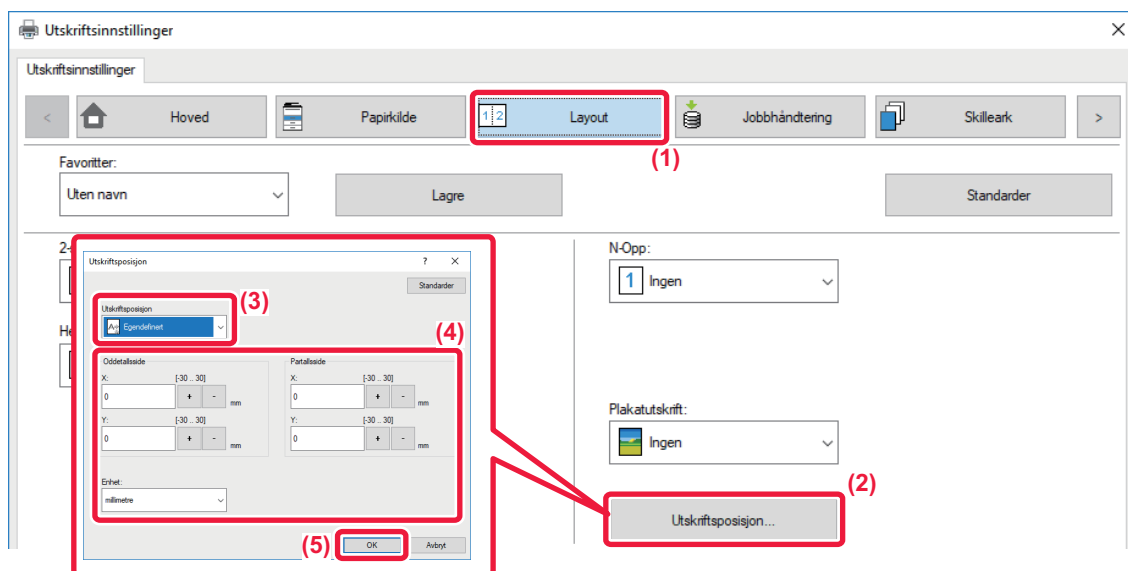 Utskriftsinnstillinger
Utskriftsinnstillinger
< Hoved Papirkilde 1 2 Layout Jobbhåndtering Skilleark >
(1)
Favoritter:
Uten navn Lagre Standarder
2-
He
Utskriftsposisjon ? ×
Standarder
Utskriftsposisjon
(3)
Egendefinert
(4)
Oddetallsside Partallsside
X: [-30 .. 30] X: [-30 .. 30]
0 + - mm 0 + - mm
Y: [-30 .. 30] Y: [-30 .. 30]
0 + - mm 0 + - mm
Enhet:
millimetre
(5) OK Avbryt
N-Opp:
1 Ingen
Plakatutskrift:
Ingen
(2)
Utskriftsposisjon...